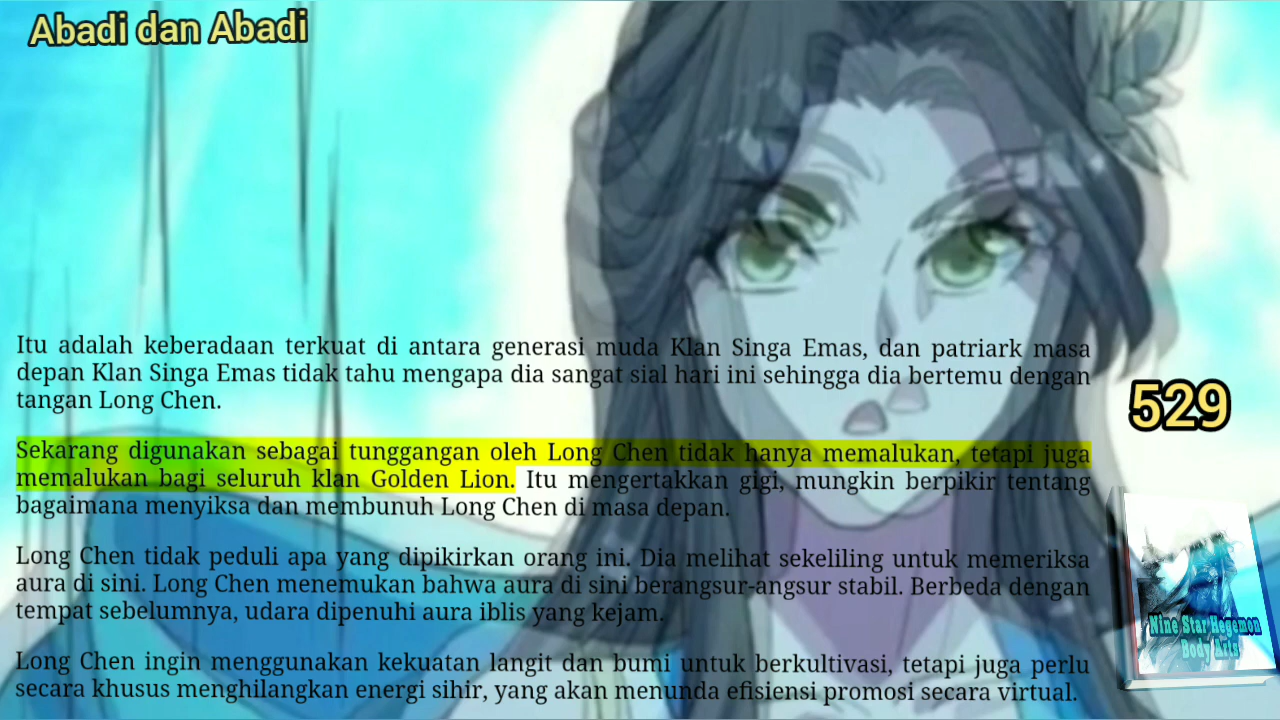 Abadi dan Abadi
Itu adalah keberadaan terkuat di antara generasi muda Klan Singa Emas, dan patriark masa
depan Klan Singa Emas tidak tahu mengapa dia sangat sial hari ini sehingga dia bertemu dengan
tangan Long Chen.
529
Sekarang digunakan sebagai tunggangan oleh Long Chen tidak hanya memalukan, tetapi juga
memalukan bagi seluruh klan Golden Lion. Itu mengertakkan gigi, mungkin berpikir tentang
bagaimana menyiksa dan membunuh Long Chen di masa depan.
Long Chen tidak peduli apa yang dipikirkan orang ini. Dia melihat sekeliling untuk memeriksa
aura di sini. Long Chen menemukan bahwa aura di sini berangsur-angsur stabil. Berbeda dengan
tempat sebelumnya, udara dipenuhi aura iblis yang kejam.
Long Chen ingin menggunakan kekuatan langit dan bumi untuk berkultivasi, tetapi juga perlu
secara khusus menghilangkan energi sihir, yang akan menunda efisiensi promosi secara virtual.
Nine Star Hegemon
Body Arts